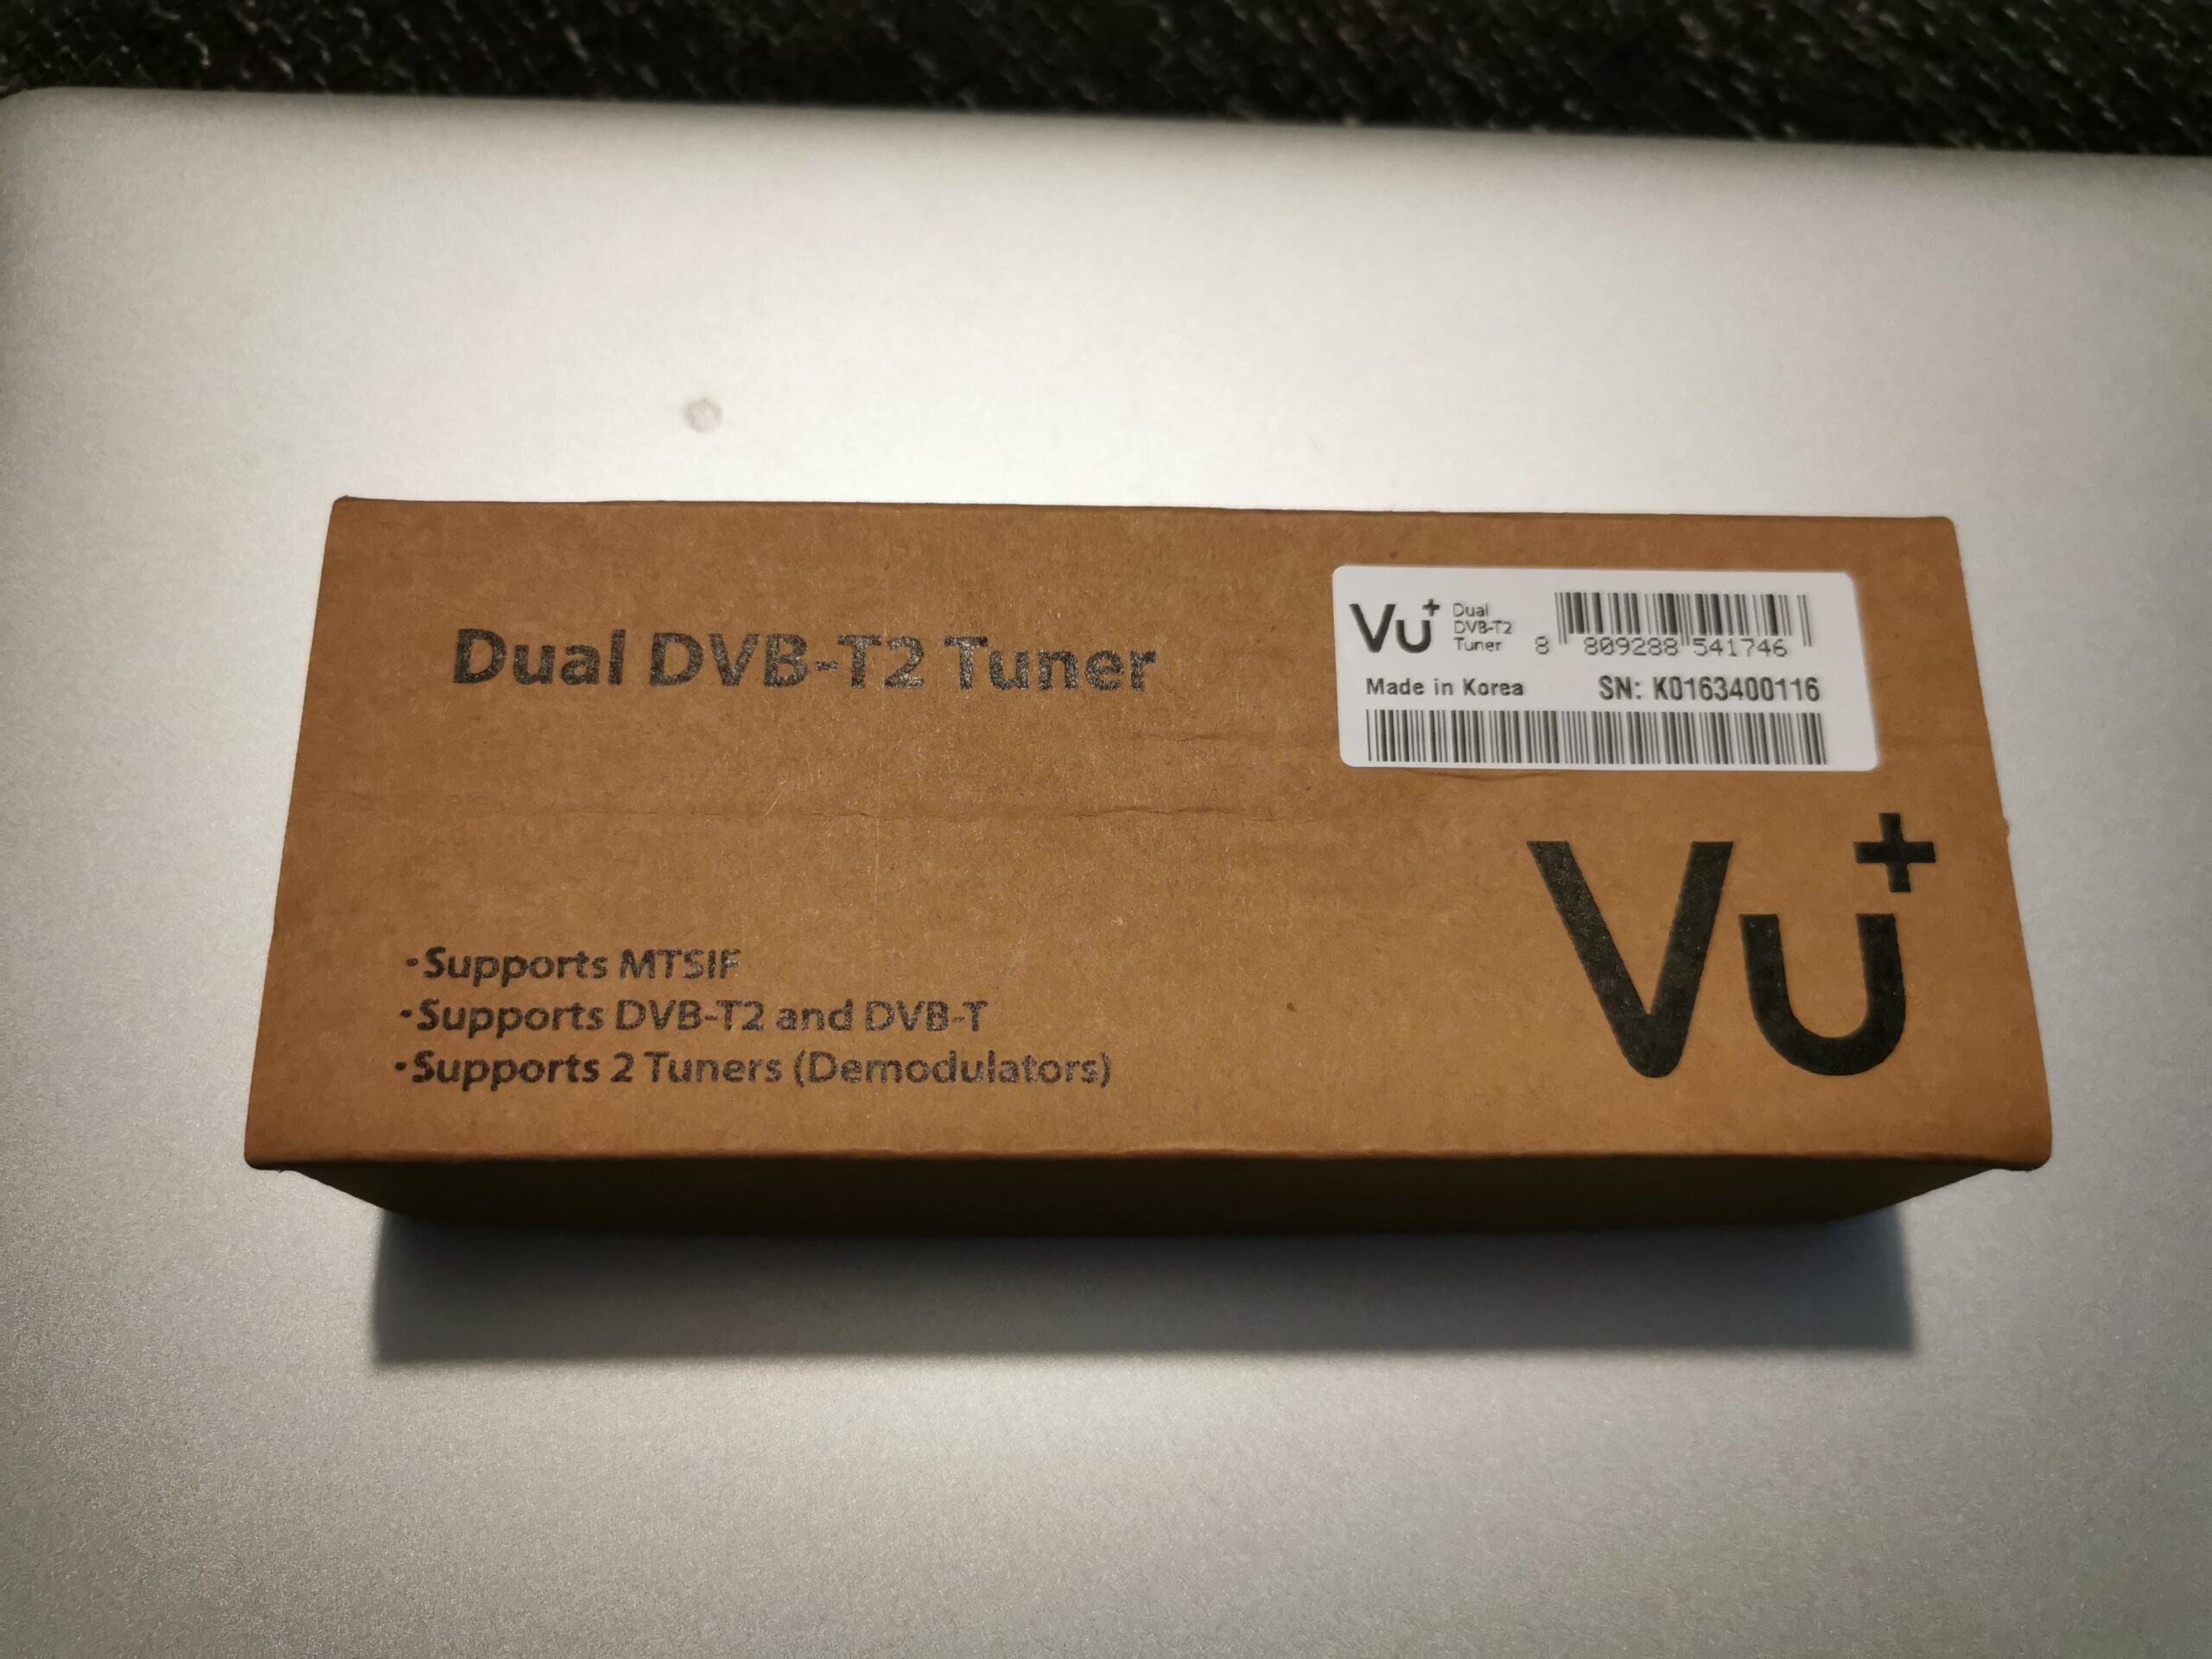 Dual DVB-T2 Tuner
Vu+
Dual
DVB-T2
Tuner
8 809288 541746
Made in Korea
SN: K0163400116
·Supports MTSIF
·Supports DVB-T2 and DVB-T
·Supports 2 Tuners (Demodulators)
Vu+